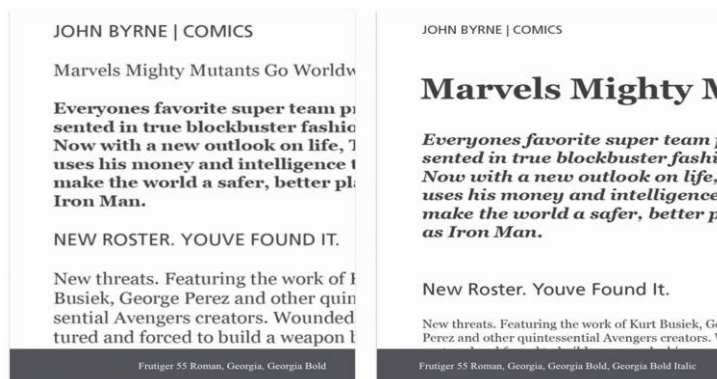 JOHN BYRNE | COMICS
Marvels Mighty Mutants Go Worldw
Everyones favorite super team pr
sented in true blockbuster fashio
Now with a new outlook on life, T
uses his money and intelligence t
make the world a safer, better pla
Iron Man.
NEW ROSTER. YOUVE FOUND IT.
New threats. Featuring the work of K
Busiek, George Perez and other quin
sential Avengers creators. Wounded
tured and forced to build a weapon b
Frutiger 55 Roman, Georgia, Georgia Bold
JOHN BYRNE | COMICS
Marvels Mighty M
Everyones favorite super team p
sented in true blockbuster fashi
Now with a new outlook on life,
uses his money and intelligence
make the world a safer, better p
as Iron Man.
New Roster. Youve Found It.
New threats. Featuring the work of Kurt Busiek, Ge
Perez and other quintessential Avengers creators. W
Frutiger 55 Roman, Georgia, Georgia Bold, Georgia Bold Italic